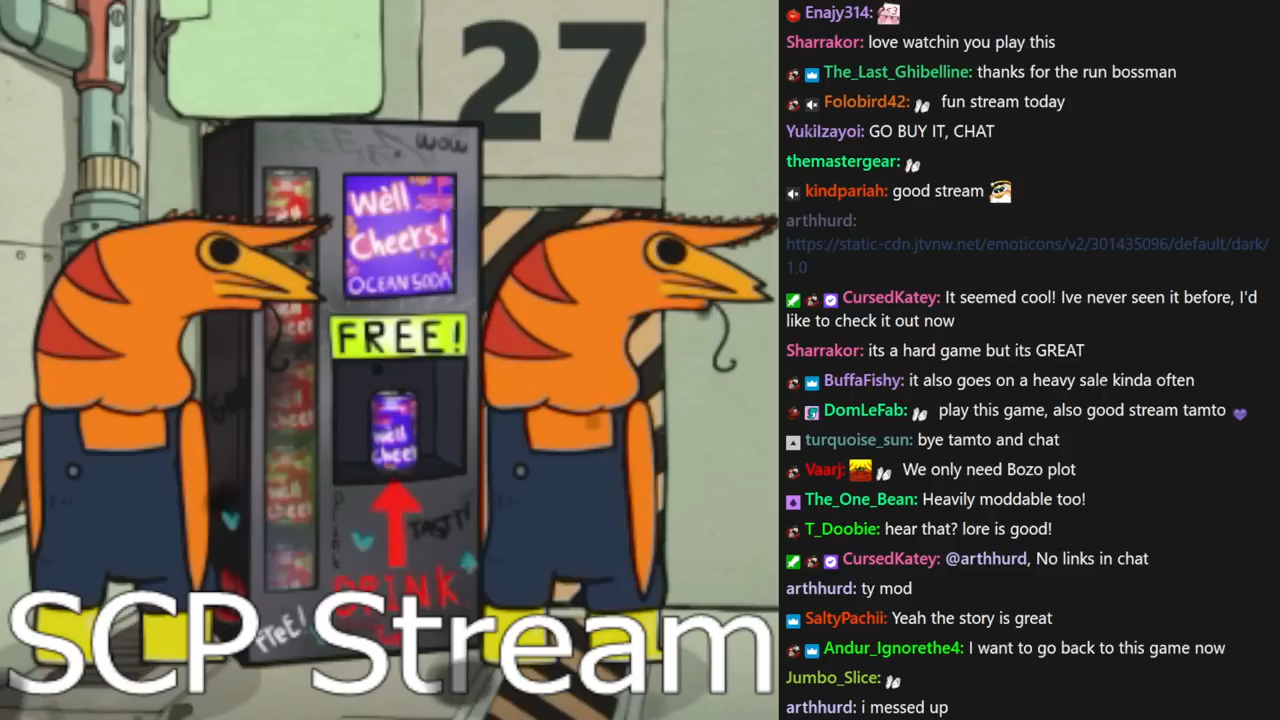 27
FREE
WOW
Wèll
Cheers!
OCEAN SODA
FREE!
Well
Cheer
TASTY
DRINK
FREE!
SCP Stream
Enajy314:
Sharrakor: love watchin you play this
The_Last_Ghibelline: thanks for the run bossman
Folobird42: fun stream today
YukiIzayoi: GO BUY IT, CHAT
themastergear:
kindpariah: good stream
arthhurd:
https://static-cdn.jtvnw.net/emoticons/v2/301435096/default/dark/
1.0
CursedKatey: It seemed cool! Ive never seen it before, I'd
like to check it out now
Sharrakor: its a hard game but its GREAT
BuffaFishy: it also goes on a heavy sale kinda often
DomLeFab: play this game, also good stream tamto
turquoise_sun: bye tamto and chat
Vaarj: We only need Bozo plot
The_One_Bean: Heavily moddable too!
T_Doobie: hear that? lore is good!
CursedKatey: @arthhurd, No links in chat
arthhurd: ty mod
SaltyPachii: Yeah the story is great
Andur_Ignorethe4: I want to go back to this game now
Jumbo_Slice:
arthhurd: i messed up